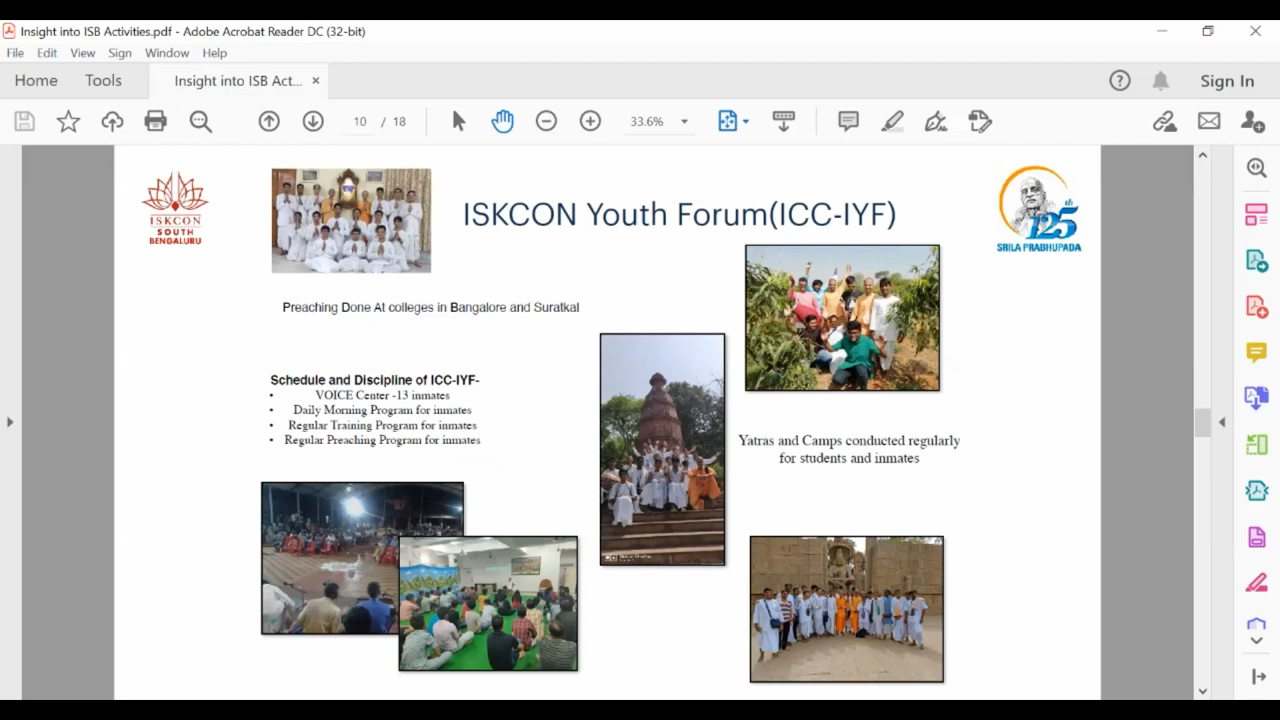 Insight into ISB Activities.pdf - Adobe Acrobat Reader DC (32-bit)
File Edit View Sign Window Help
Home Tools Insight into ISB Act... × Sign In
10 / 18 33.6%
ISKCON
SOUTH
BENGALURU
ISKCON Youth Forum(ICC-IYF)
125th
SRILA PRABHUPADA
Preaching Done At colleges in Bangalore and Suratkal
Schedule and Discipline of ICC-IYF-
• VOICE Center -13 inmates
• Daily Morning Program for inmates
• Regular Training Program for inmates
• Regular Preaching Program for inmates
Yatras and Camps conducted regularly
for students and inmates